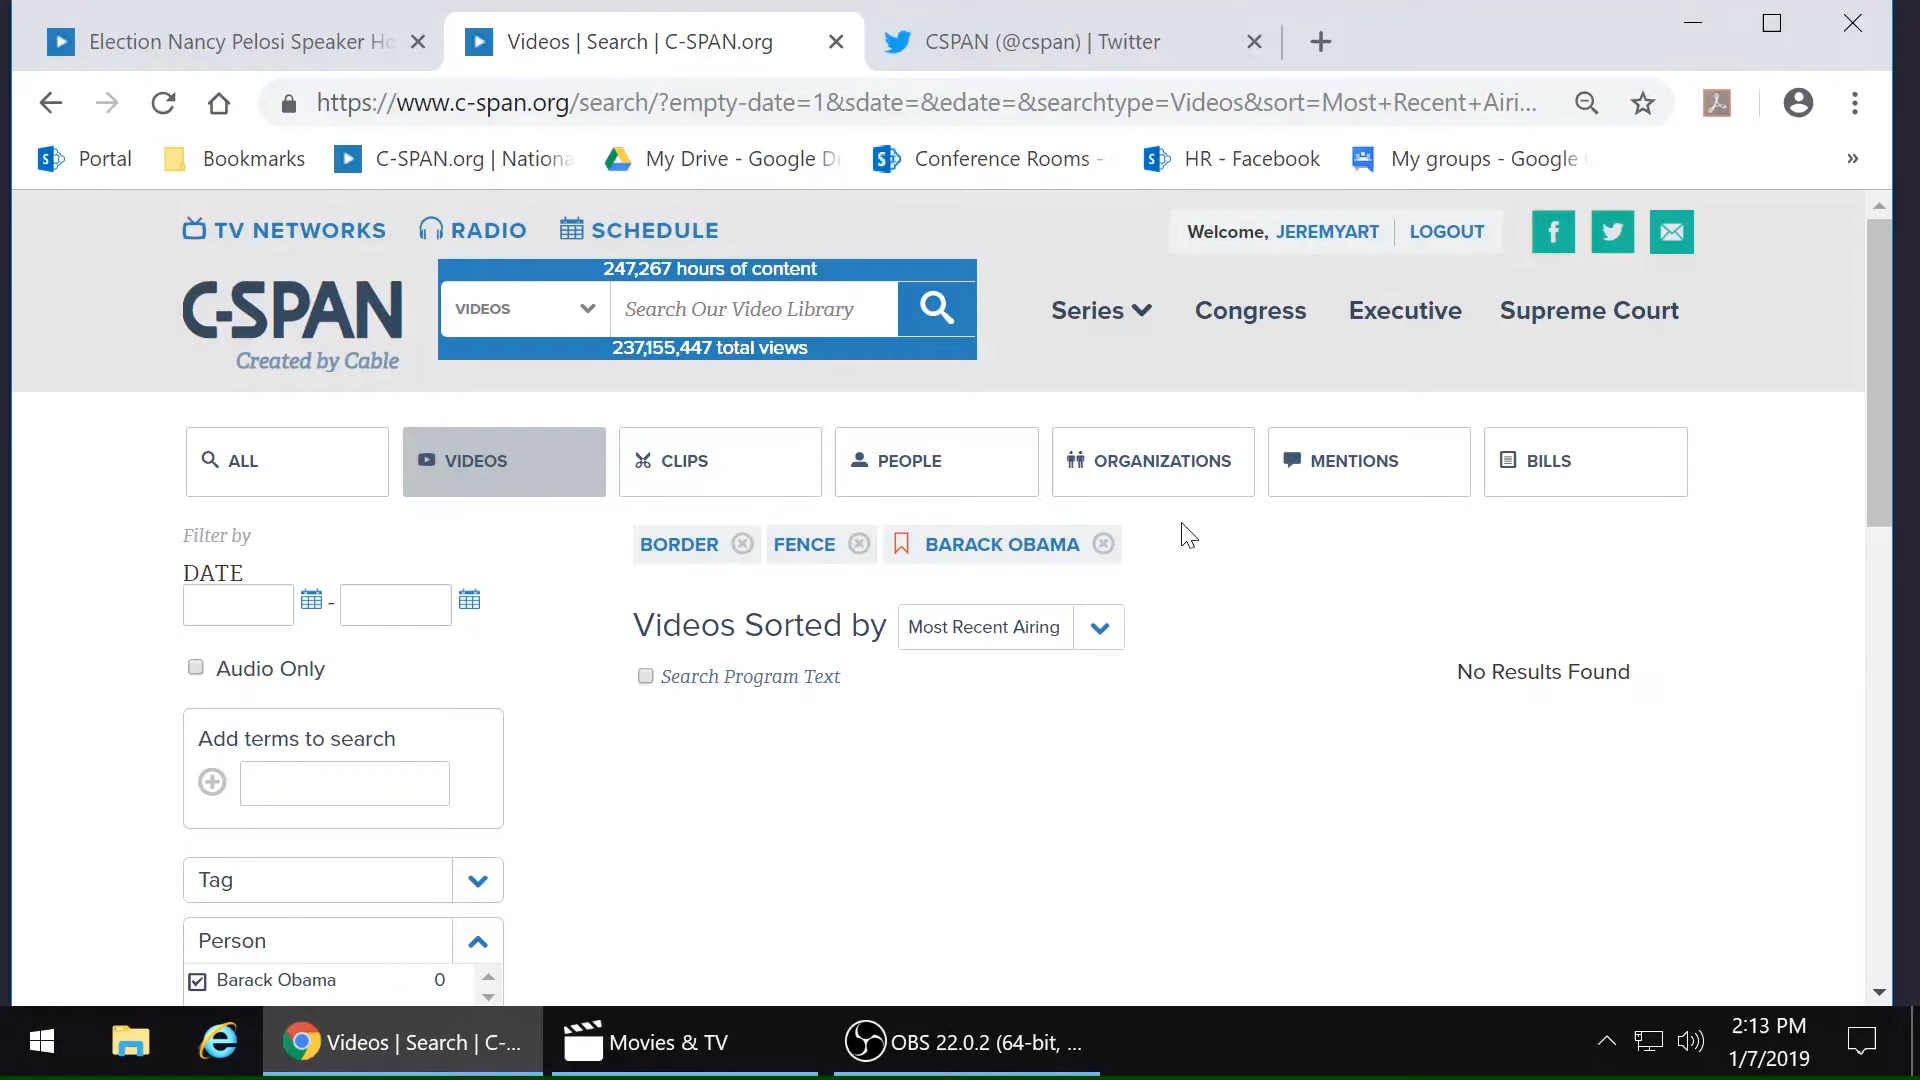 Election Nancy Pelosi Speaker Ho
Videos | Search | C-SPAN.org
CSPAN (@cspan) | Twitter
https://www.c-span.org/search/?empty-date=1&sdate=&edate=&searchtype=Videos&sort=Most+Recent+Airi...
Portal
Bookmarks
C-SPAN.org | Nationa
My Drive - Google Dr
Conference Rooms -
HR - Facebook
My groups - Google
»
TV NETWORKS
RADIO
SCHEDULE
Welcome, JEREMYART
LOGOUT
C-SPAN
Created by Cable
247,267 hours of content
VIDEOS
Search Our Video Library
237,155,447 total views
Series
Congress
Executive
Supreme Court
ALL
VIDEOS
CLIPS
PEOPLE
ORGANIZATIONS
MENTIONS
BILLS
Filter by
DATE
-
Audio Only
Add terms to search
Tag
Person
Barack Obama 0
BORDER
FENCE
BARACK OBAMA
Videos Sorted by
Most Recent Airing
Search Program Text
No Results Found
Videos | Search | C-...
Movies & TV
OBS 22.0.2 (64-bit, ...
2:13 PM
1/7/2019